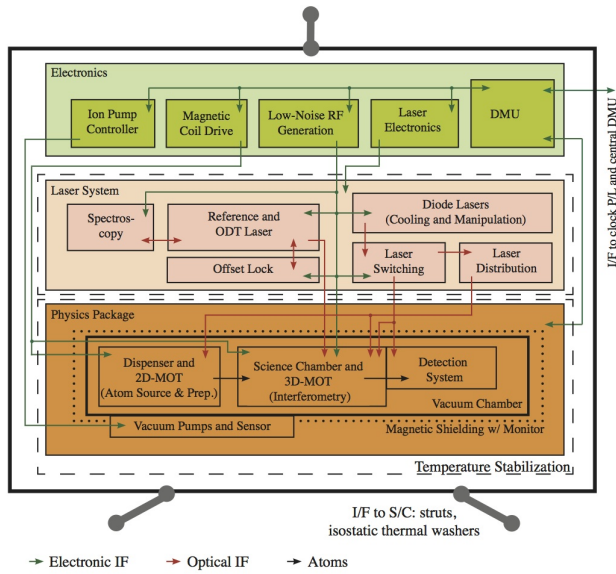 Electronics
Ion Pump
Controller
Magnetic
Coil Drive
Low-Noise RF
Generation
Laser
Electronics
DMU
I/F to clock P/L and central DMU
Laser System
Spectros-
copy
Reference and
ODT Laser
Offset Lock
Diode Lasers
(Cooling and Manipulation)
Laser
Switching
Laser
Distribution
Physics Package
Dispenser and
2D-MOT
(Atom Source & Prep.)
Science Chamber and
3D-MOT
(Interferometry)
Detection
System
Vacuum Chamber
Vacuum Pumps and Sensor
Magnetic Shielding w/ Monitor
Temperature Stabilization
I/F to S/C: struts,
isostatic thermal washers
Electronic IF
Optical IF
Atoms